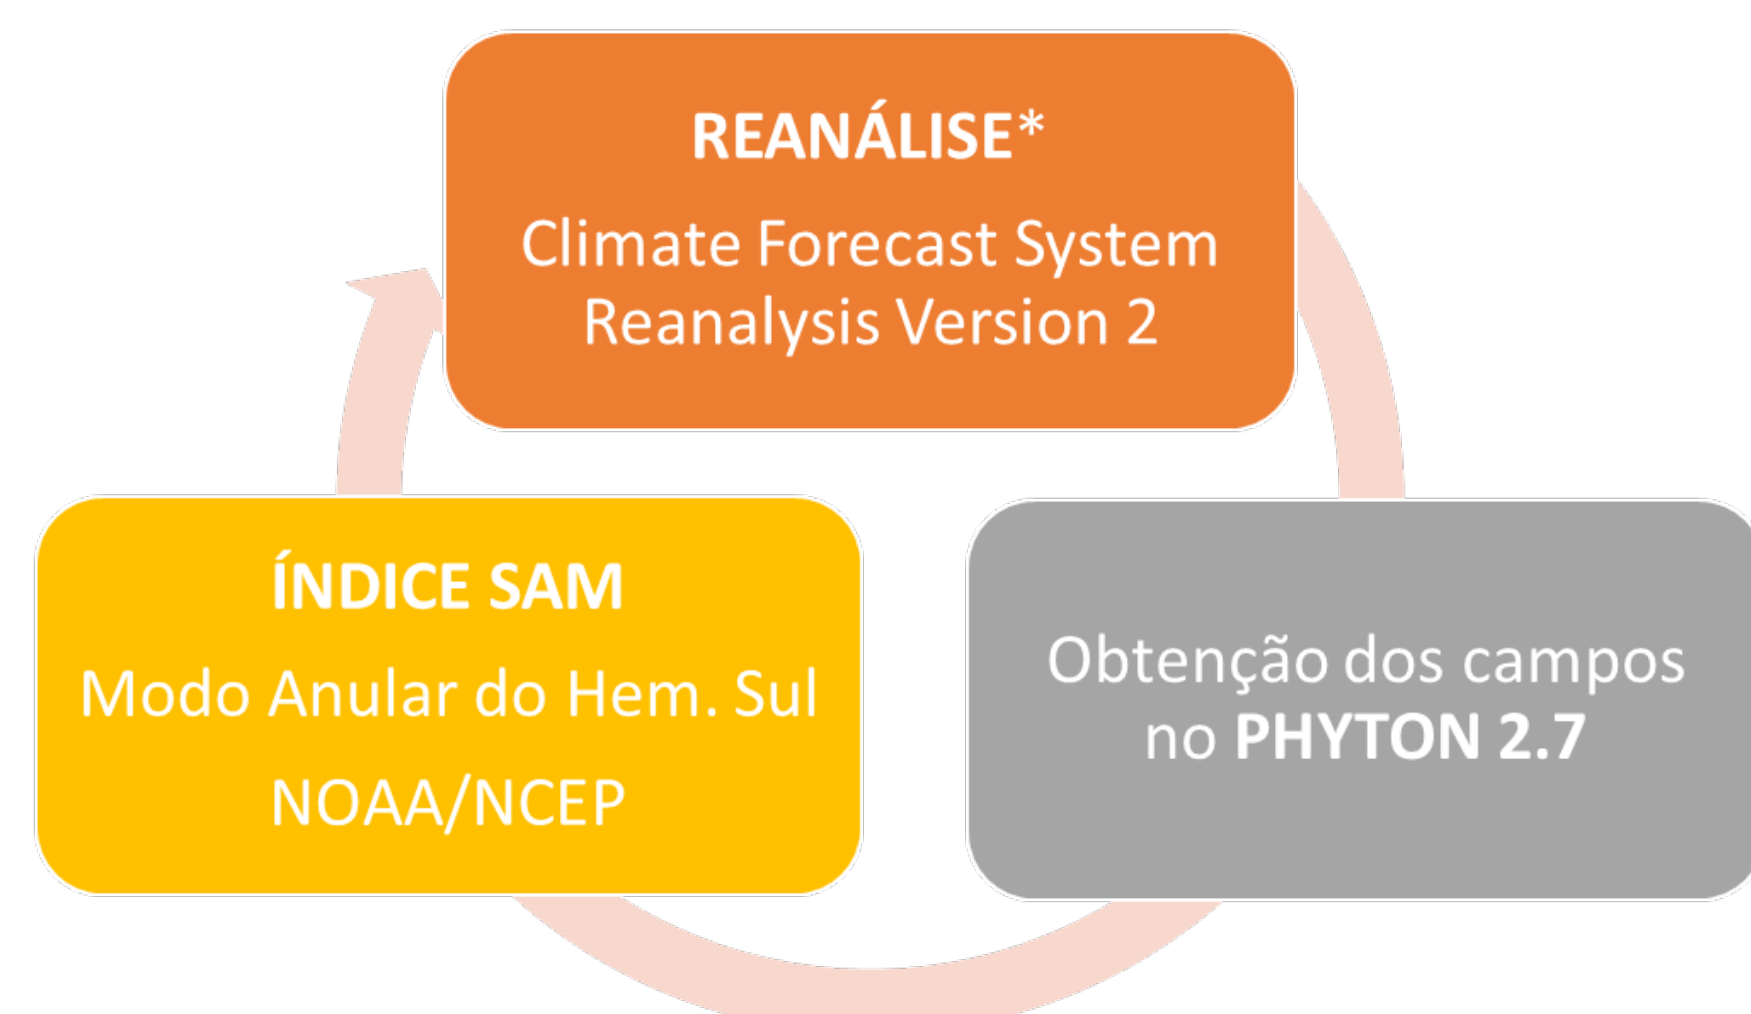 REANÁLISE*
Climate Forecast System
Reanalysis Version 2
ÍNDICE SAM
Modo Anular do Hem. Sul
NOAA/NCEP
Obtenção dos campos
no PHYTON 2.7